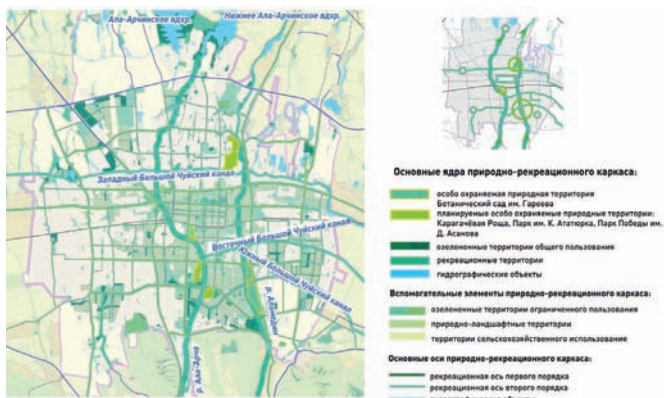 Ала-Арчинское вдхр.
Нижнее Ала-Арчинское вдхр.
Западный Большой Чуйский канал
Восточный Большой Чуйский канал
Южный Большой Чуйский канал
р. Аламедин
р. Ала-Арча
Основные ядра природно-рекреационного каркаса:
особо охраняемая природная территория
Ботанический сад им. Гареева
планируемые особо охраняемые природные территории:
Карагачёвая Роща, Парк им. К. Ататюрка, Парк Победы им.
Д. Асанова
озелененные территории общего пользования
рекреационные территории
гидрографические объекты
Вспомогательные элементы природно-рекреационного каркаса:
озелененные территории ограниченного пользования
природно-ландшафтные территории
территории сельскохозяйственного использования
Основные оси природно-рекреационного каркаса:
рекреационная ось первого порядка
рекреационная ось второго порядка